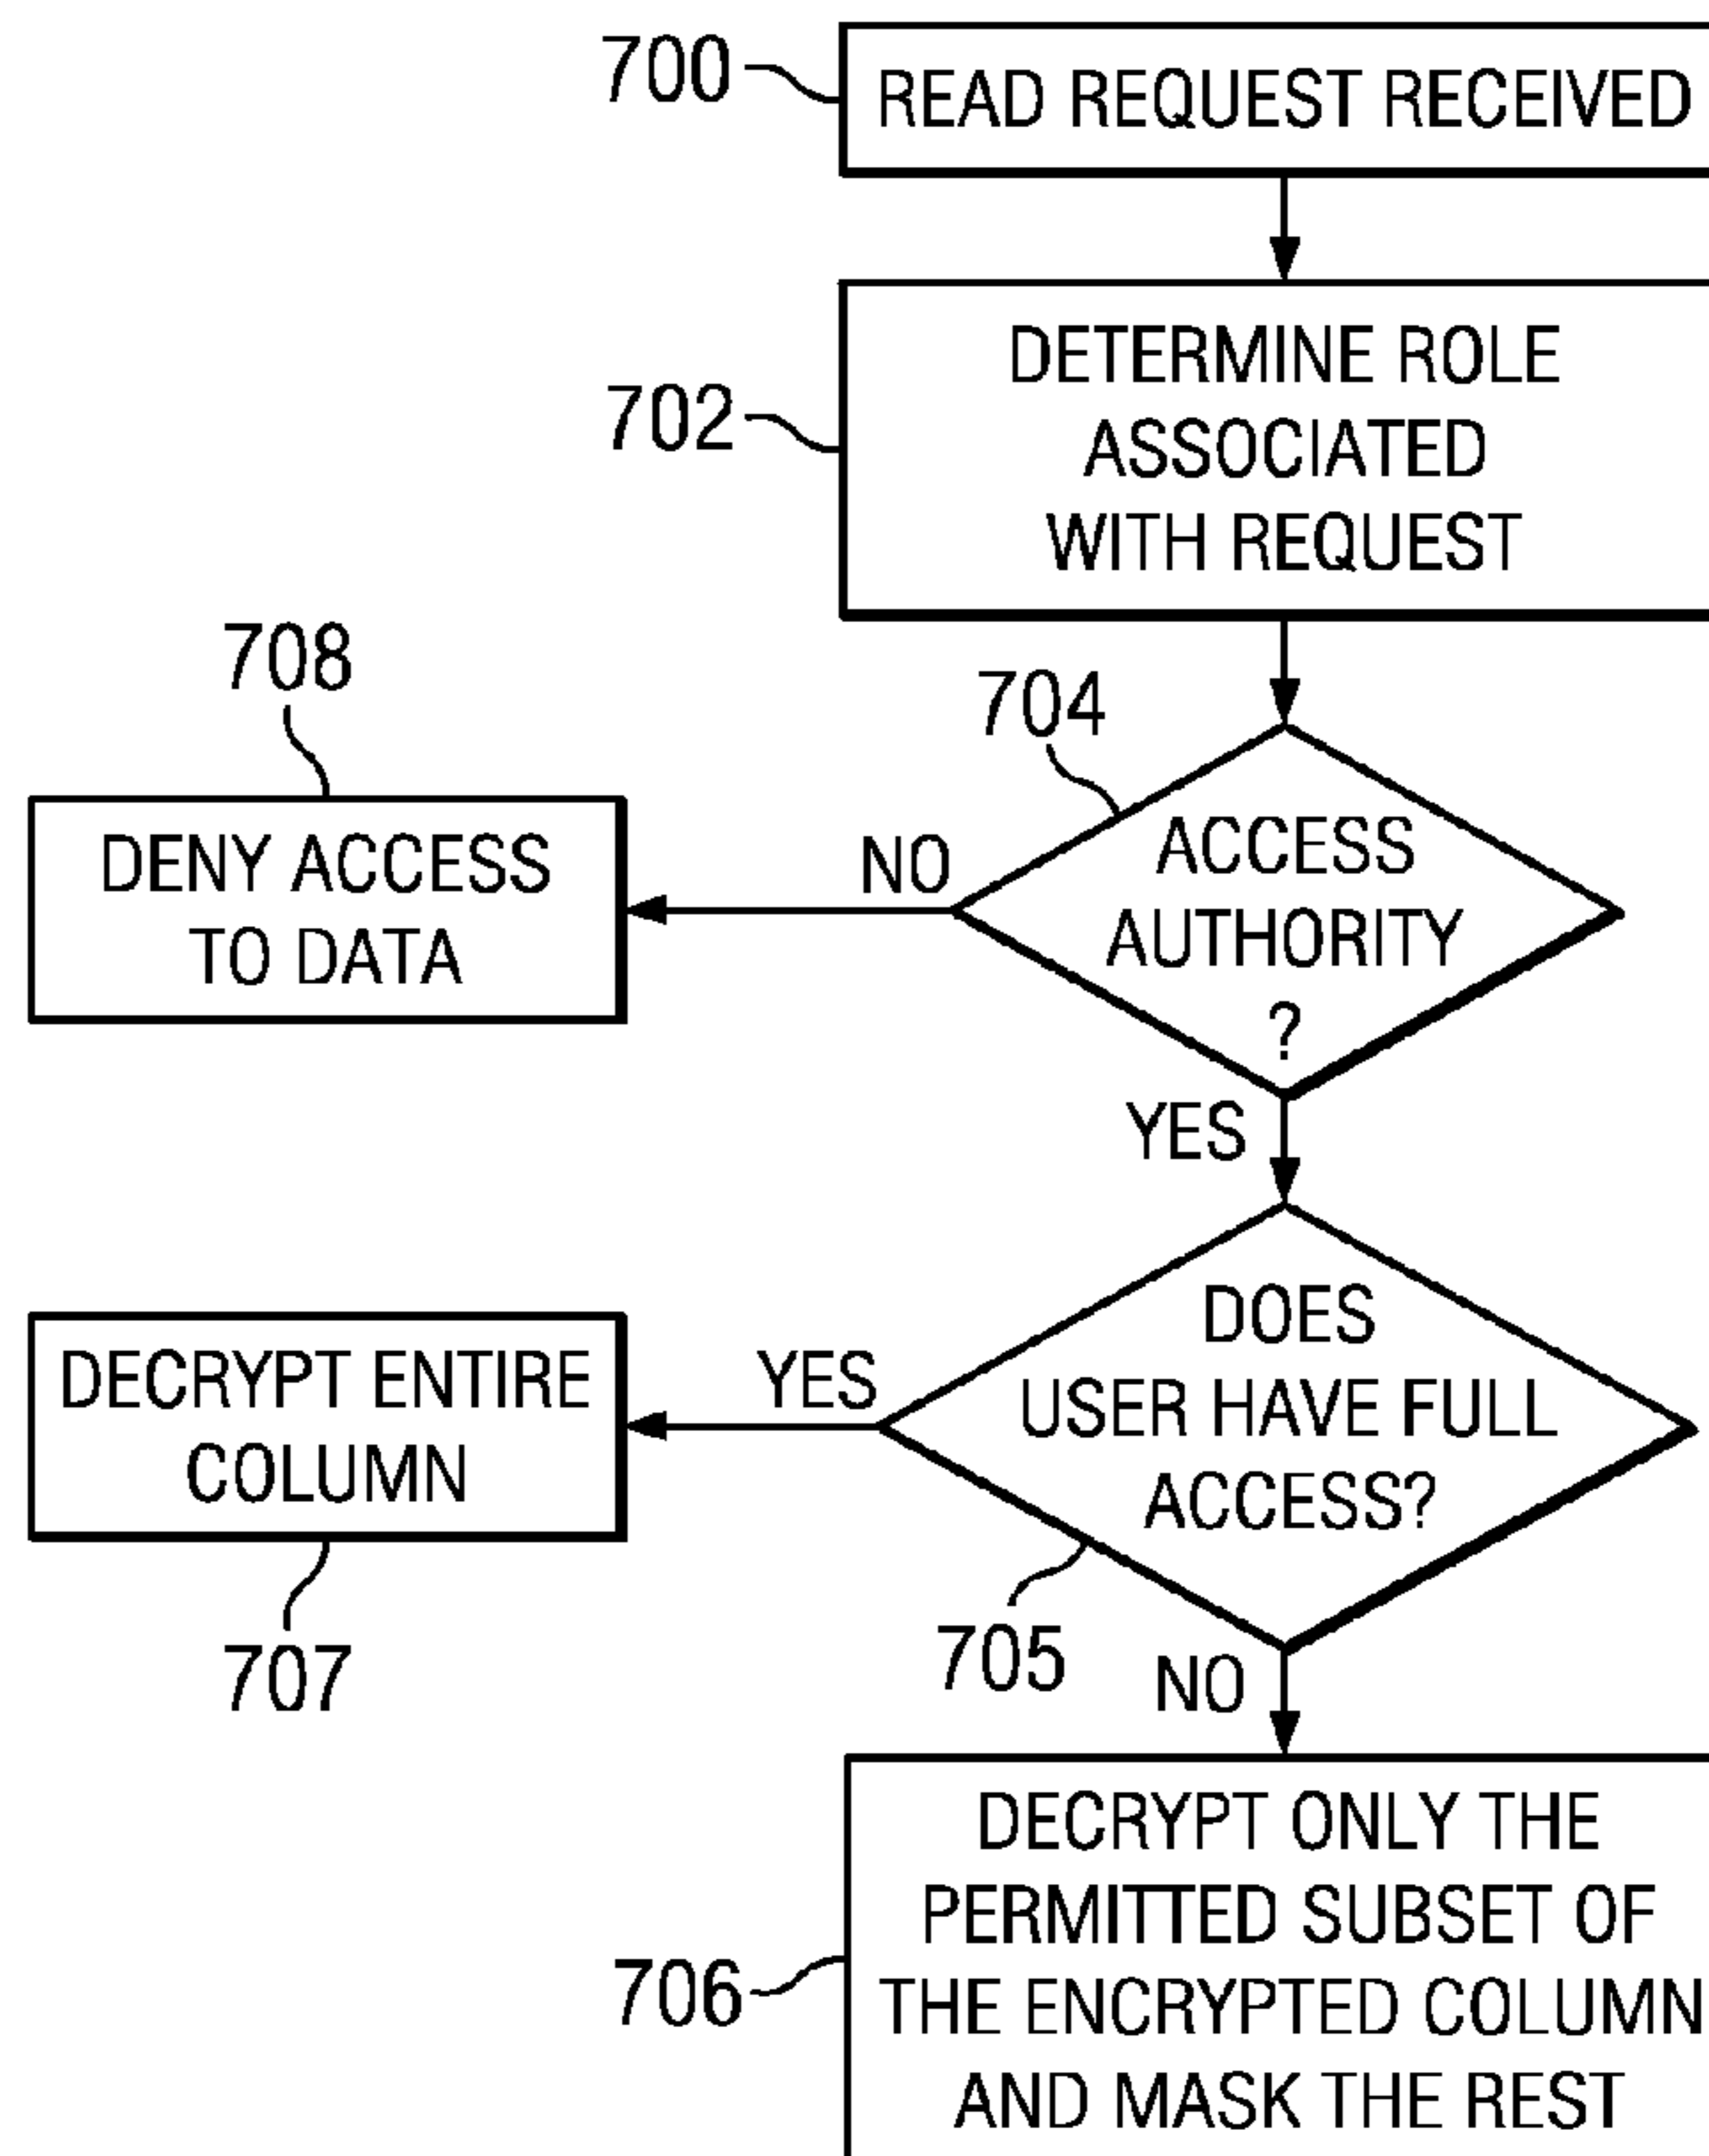 700
READ REQUEST RECEIVED
702
DETERMINE ROLE
ASSOCIATED
WITH REQUEST
708
704
DENY ACCESS
TO DATA
NO
ACCESS
AUTHORITY
?
YES
DOES
USER HAVE FULL
ACCESS?
YES
DECRYPT ENTIRE
COLUMN
707
705
NO
DECRYPT ONLY THE
PERMITTED SUBSET OF
THE ENCRYPTED COLUMN
AND MASK THE REST
706